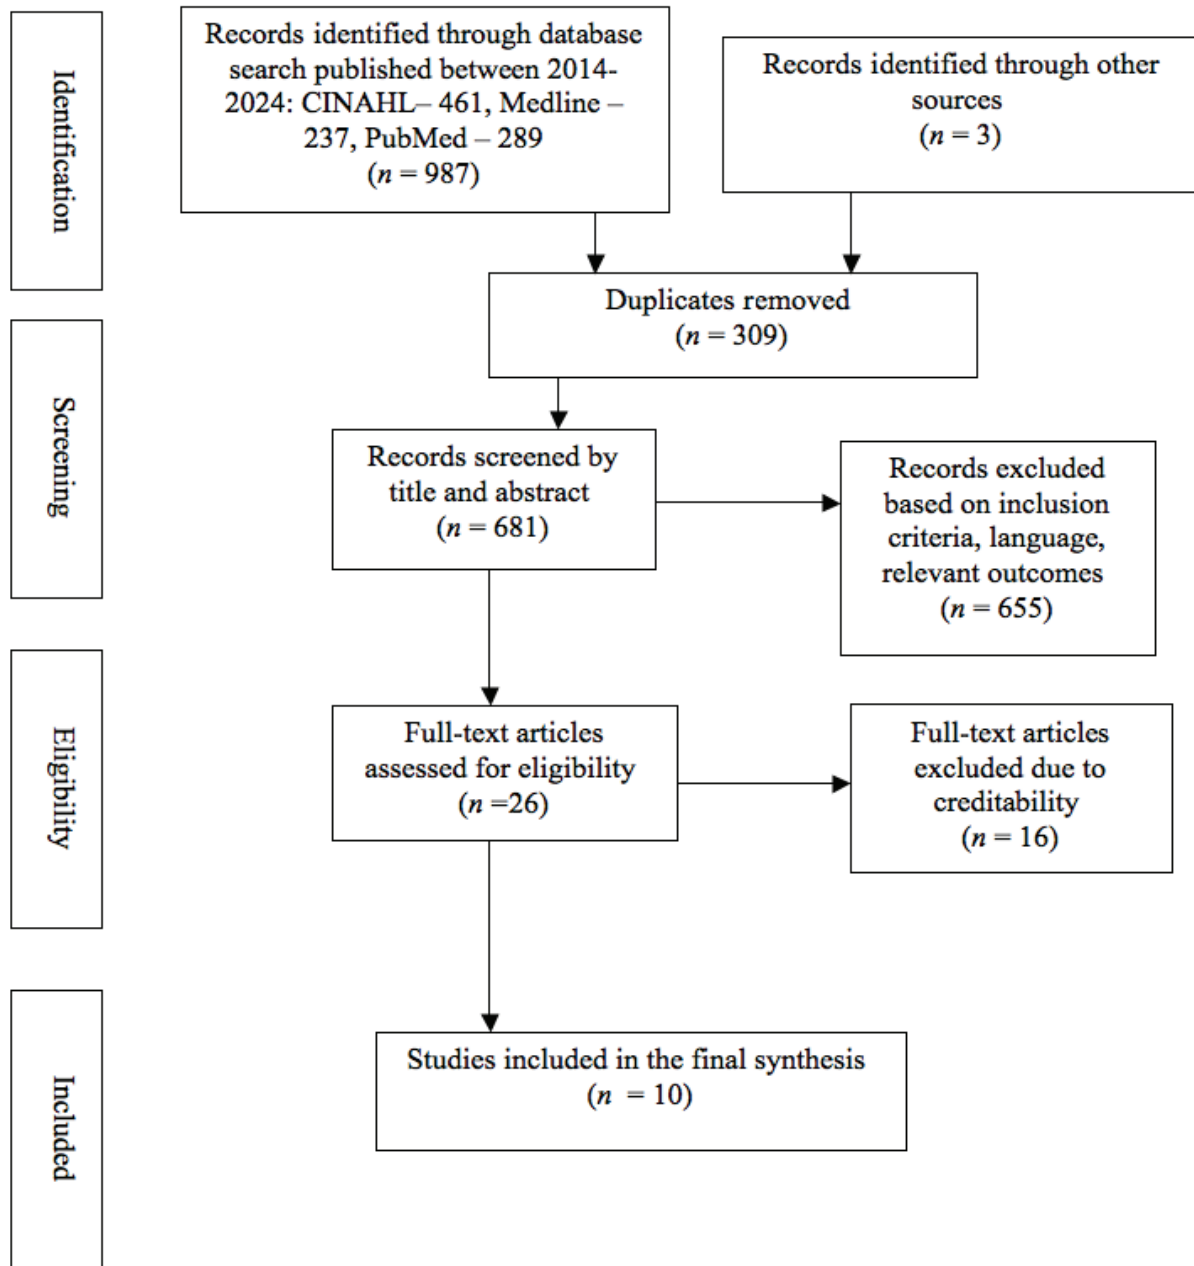 Identification
Records identified through database
search published between 2014-
2024: CINAHL– 461, Medline –
237, PubMed – 289
(n = 987)
Records identified through other
sources
(n = 3)
Duplicates removed
(n = 309)
Screening
Records screened by
title and abstract
(n = 681)
Records excluded
based on inclusion
criteria, language,
relevant outcomes
(n = 655)
Eligibility
Full-text articles
assessed for eligibility
(n =26)
Full-text articles
excluded due to
creditability
(n = 16)
Included
Studies included in the final synthesis
(n = 10)